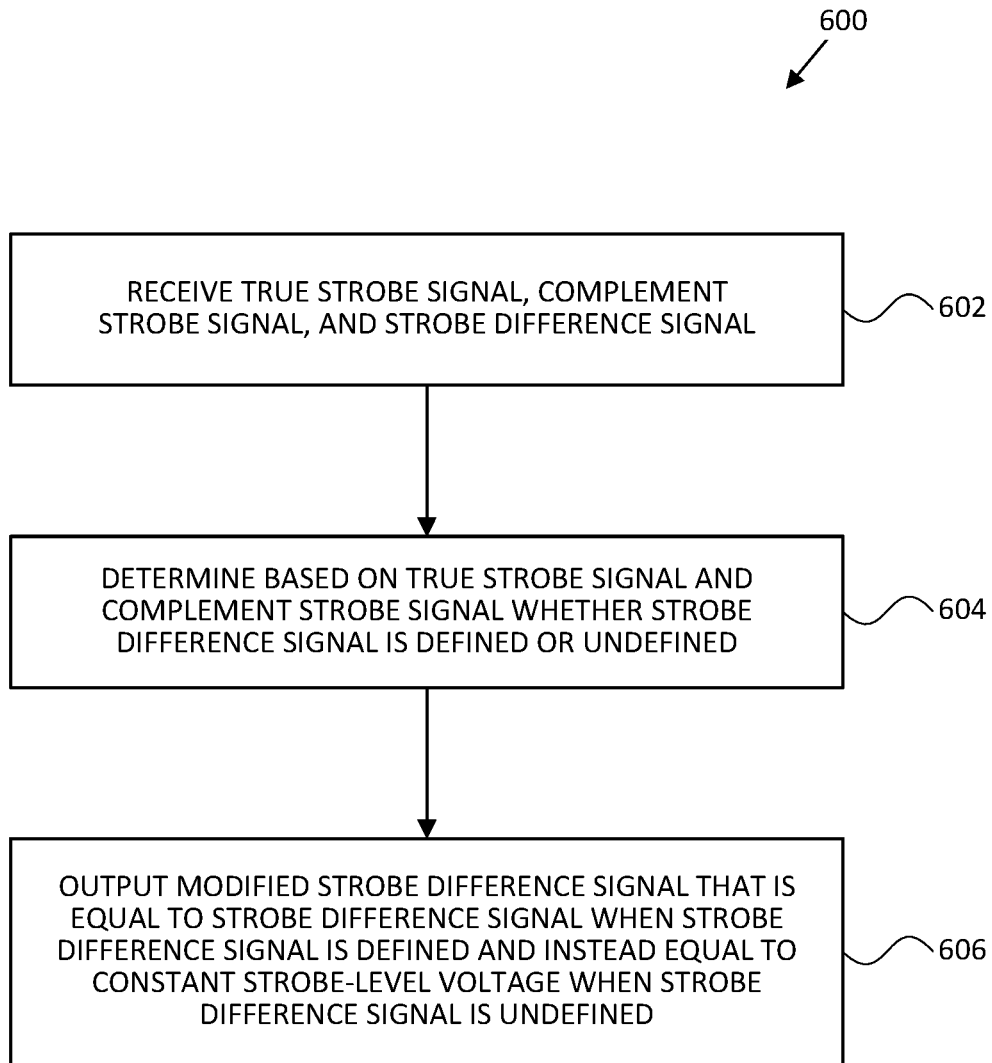 600
RECEIVE TRUE STROBE SIGNAL, COMPLEMENT
STROBE SIGNAL, AND STROBE DIFFERENCE SIGNAL
602
DETERMINE BASED ON TRUE STROBE SIGNAL AND
COMPLEMENT STROBE SIGNAL WHETHER STROBE
DIFFERENCE SIGNAL IS DEFINED OR UNDEFINED
604
OUTPUT MODIFIED STROBE DIFFERENCE SIGNAL THAT IS
EQUAL TO STROBE DIFFERENCE SIGNAL WHEN STROBE
DIFFERENCE SIGNAL IS DEFINED AND INSTEAD EQUAL TO
CONSTANT STROBE-LEVEL VOLTAGE WHEN STROBE
DIFFERENCE SIGNAL IS UNDEFINED
606